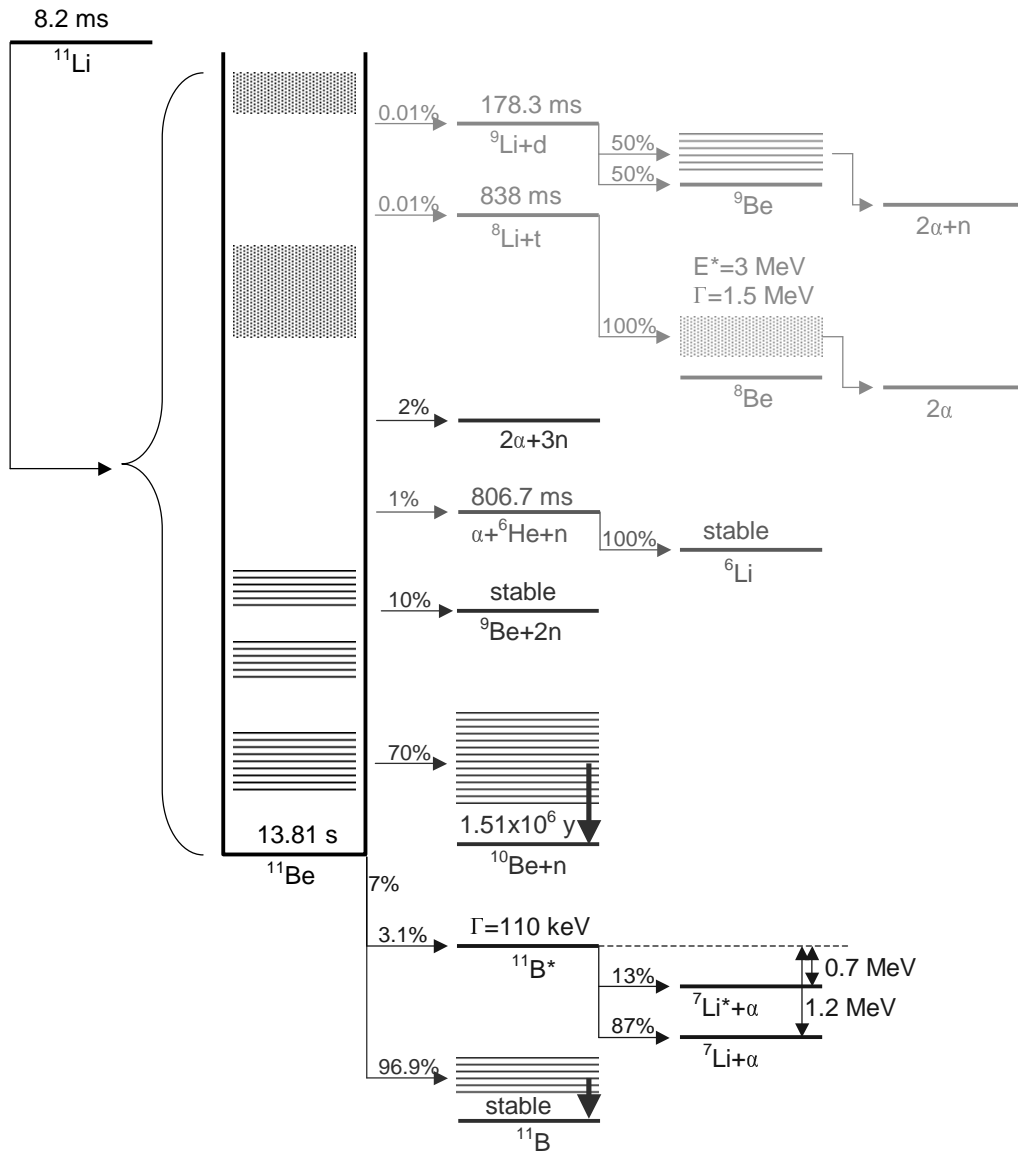 8.2 ms
¹¹Li
0.01%
178.3 ms
⁹Li+d
50%
50%
⁹Be
2α+n
0.01%
838 ms
⁸Li+t
E*=3 MeV
Γ=1.5 MeV
100%
⁸Be
2α
2%
2α+3n
1%
806.7 ms
α+⁶He+n
100%
stable
⁶Li
10%
stable
⁹Be+2n
70%
1.51x10⁶ y
¹⁰Be+n
13.81 s
¹¹Be
7%
3.1%
Γ=110 keV
¹¹B*
13%
0.7 MeV
⁷Li*+α
1.2 MeV
87%
⁷Li+α
96.9%
stable
¹¹B